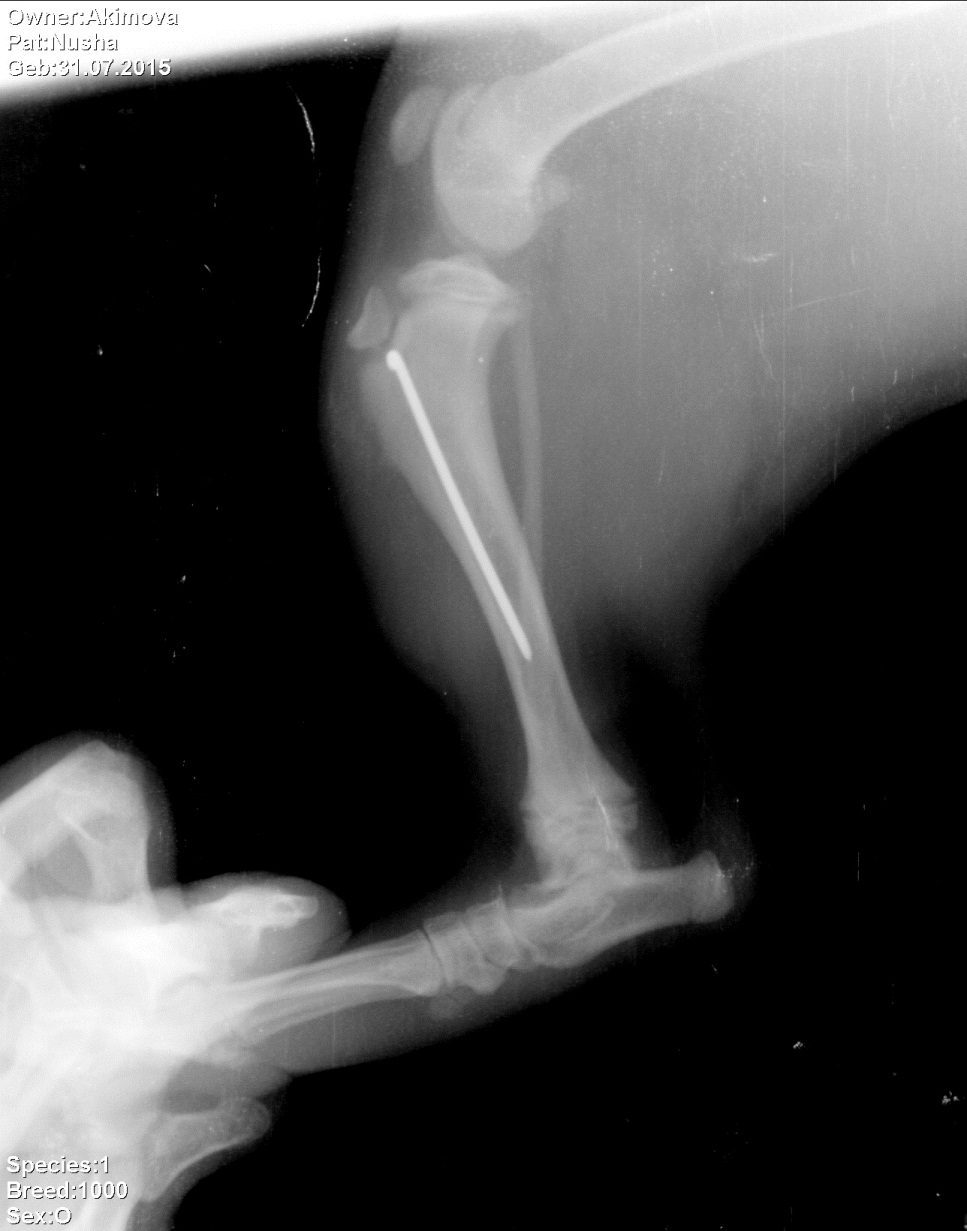 Owner:Akimova
Pat:Nusha
Geb:31.07.2015
Species:1
Breed:1000
Sex:O